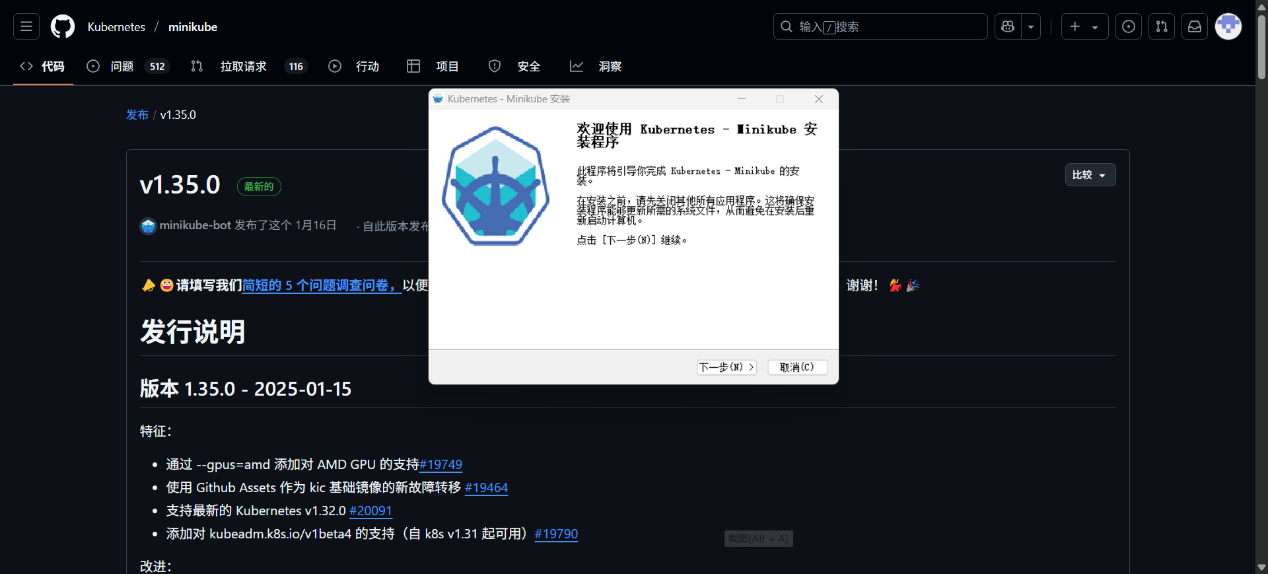 Kubernetes / minikube
输入/搜索
代码
问题 512
拉取请求 116
行动
项目
安全
洞察
发布 / v1.35.0
v1.35.0 最新的
比较
minikube-bot 发布了这个 1月16日 · 自此版本发布
📣😀请填写我们简短的 5 个问题调查问卷，以便
谢谢！💃🎉
发行说明
版本 1.35.0 - 2025-01-15
特征：
通过 --gpus=amd 添加对 AMD GPU 的支持#19749
使用 Github Assets 作为 kic 基础镜像的新故障转移 #19464
支持最新的 Kubernetes v1.32.0 #20091
添加对 kubeadm.k8s.io/v1beta4 的支持（自 k8s v1.31 起可用）#19790
改进：
Kubernetes - Minikube 安装
欢迎使用 Kubernetes - Minikube 安
装程序
此程序将引导你完成 Kubernetes - Minikube 的安
装。
在安装之前，请先关闭其他所有应用程序。这将确保安
装程序能够更新所需的系统文件，从而避免在安装后重
新启动计算机。
点击 [下一步(N)] 继续。
下一步(N) >
取消(C)
截图(Alt + A)